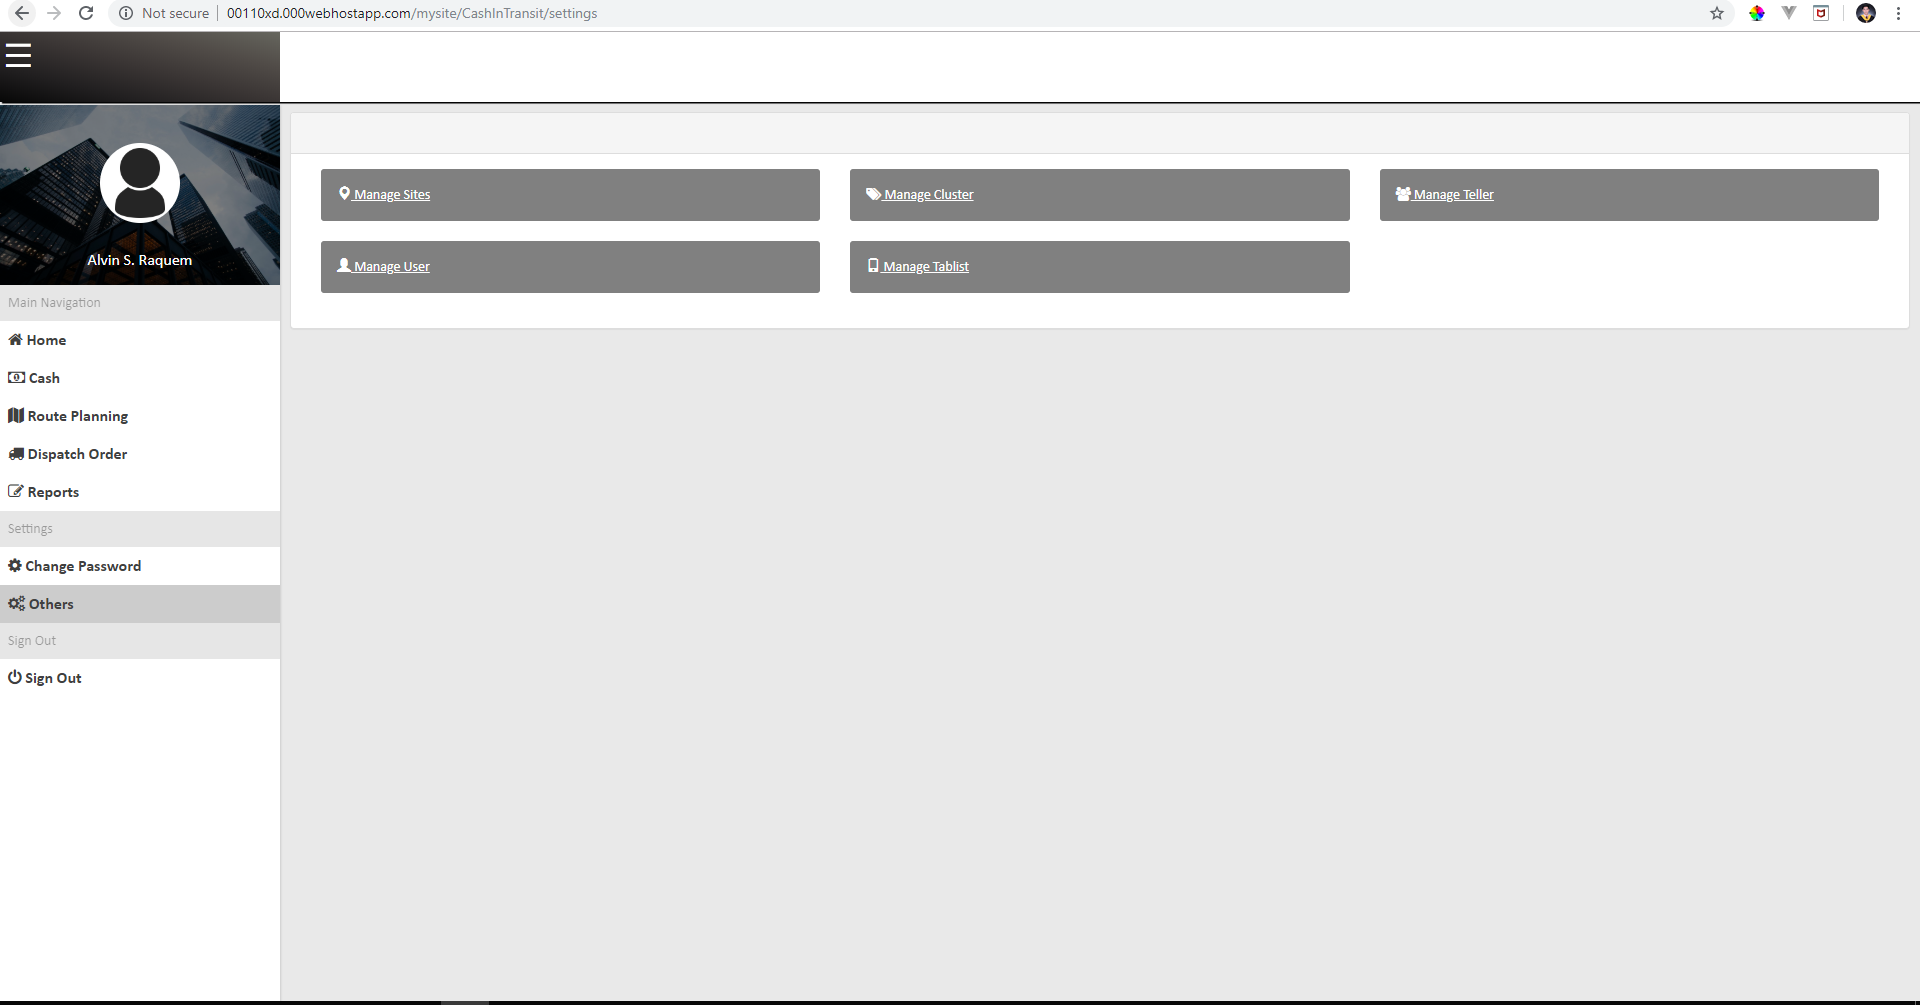 Not secure | 00110xd.000webhostapp.com/mysite/CashInTransit/settings
Alvin S. Raquem
Main Navigation
Home
Cash
Route Planning
Dispatch Order
Reports
Settings
Change Password
Others
Sign Out
Sign Out
Manage Sites
Manage Cluster
Manage Teller
Manage User
Manage Tablist